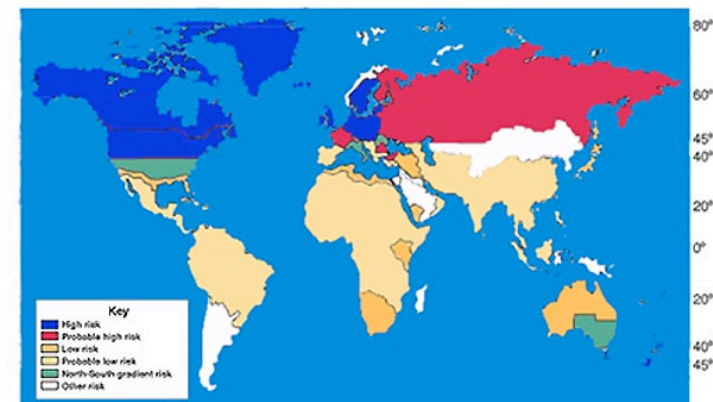 80°
60°
45°
40°
20°
0°
20°
40°
45°
Key
High risk
Probable high risk
Low risk
Probable low risk
North-South gradient risk
Other risk